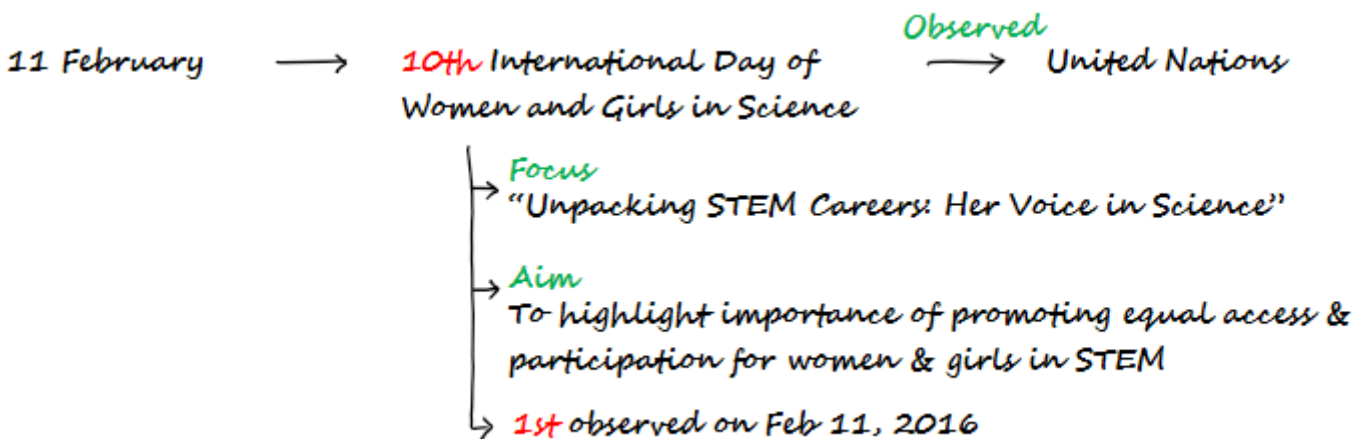 Observed
11 February → 10th International Day of → United Nations
Women and Girls in Science
Focus
“Unpacking STEM Careers: Her Voice in Science”
Aim
To highlight importance of promoting equal access &
participation for women & girls in STEM
1st observed on Feb 11, 2016